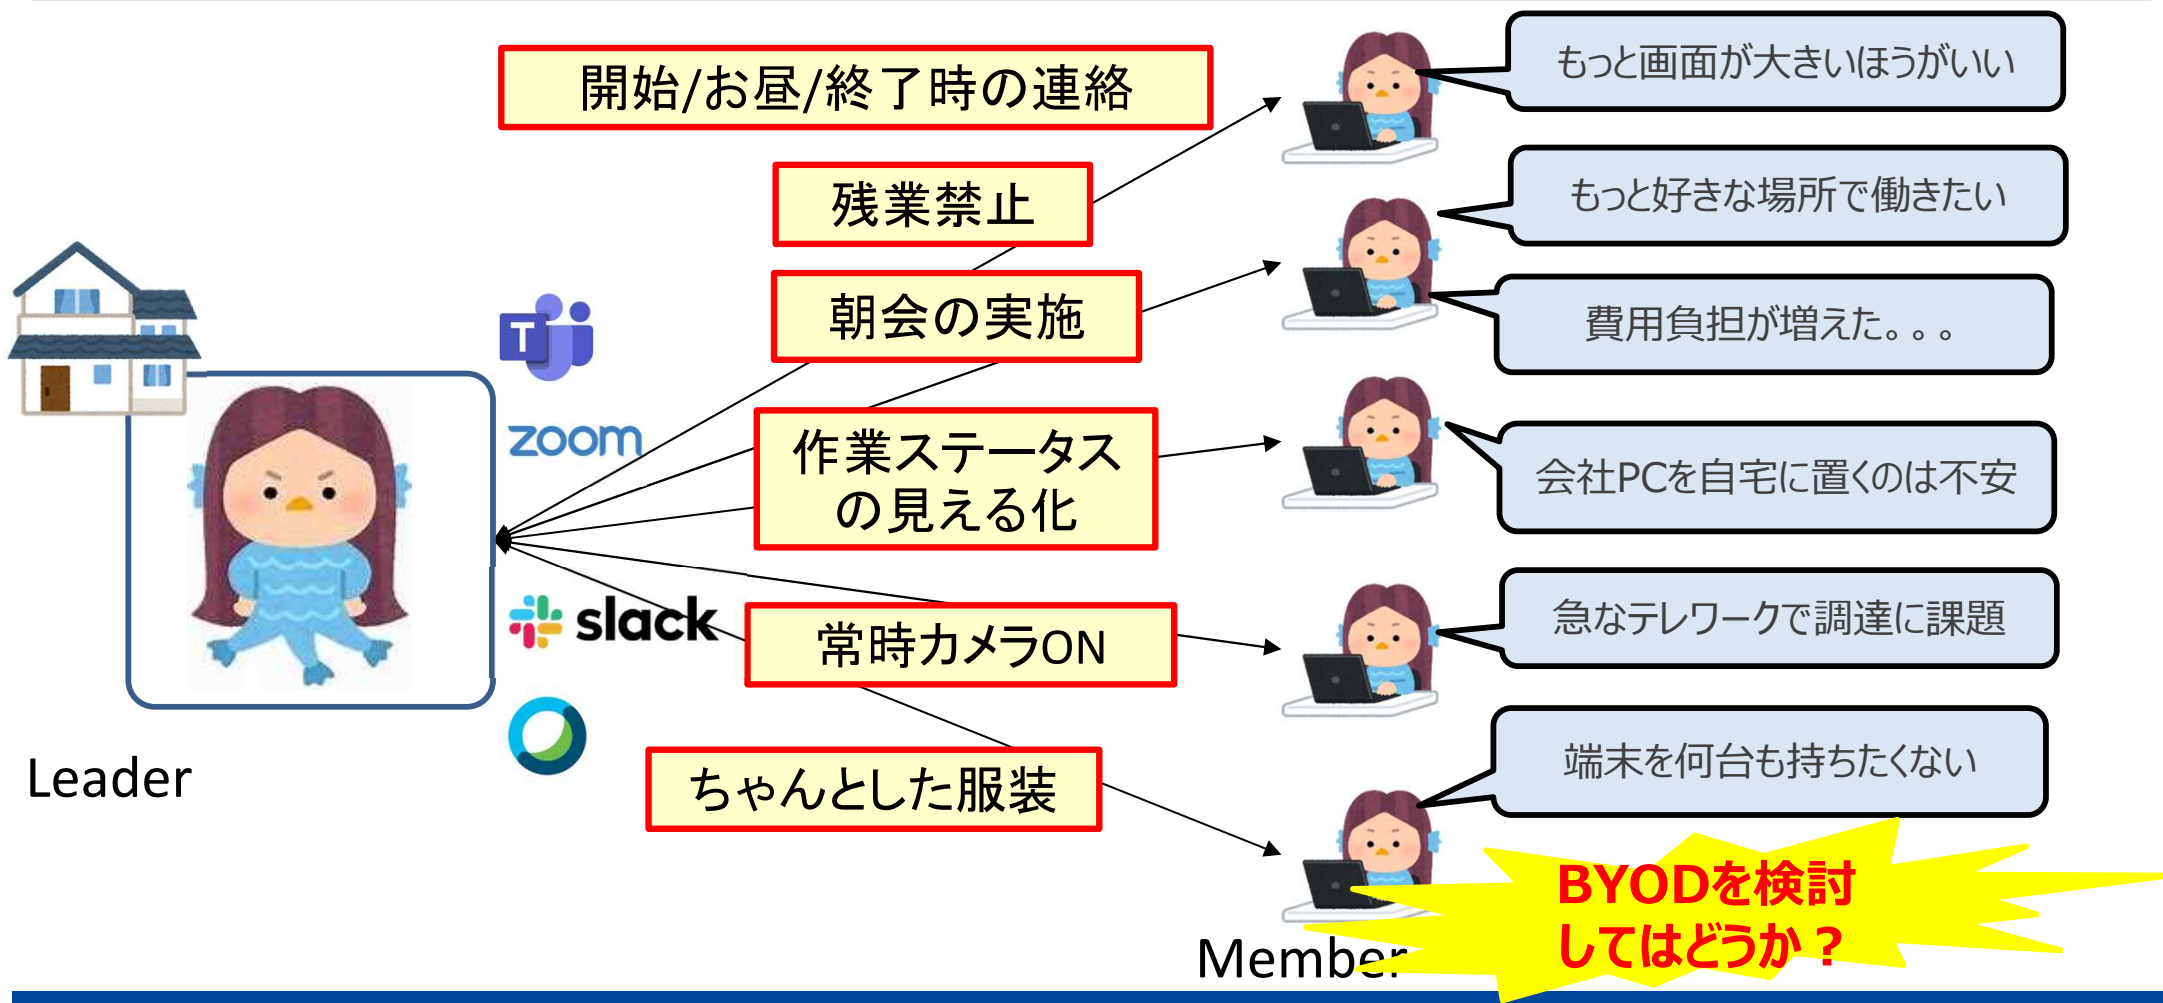 開始/お昼/終了時の連絡
残業禁止
朝会の実施
作業ステータス
の見える化
常時カメラON
ちゃんとした服装
T
zoom
slack
Leader
もっと画面が大きいほうがいい
もっと好きな場所で働きたい
費用負担が増えた。。。
会社PCを自宅に置くのは不安
急なテレワークで調達に課題
端末を何台も持ちたくない
BYODを検討
してはどうか？
Member